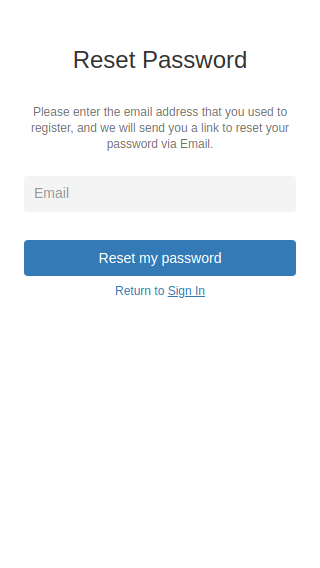 Reset Password
Please enter the email address that you used to
register, and we will send you a link to reset your
password via Email.
Email
Reset my password
Return to Sign In